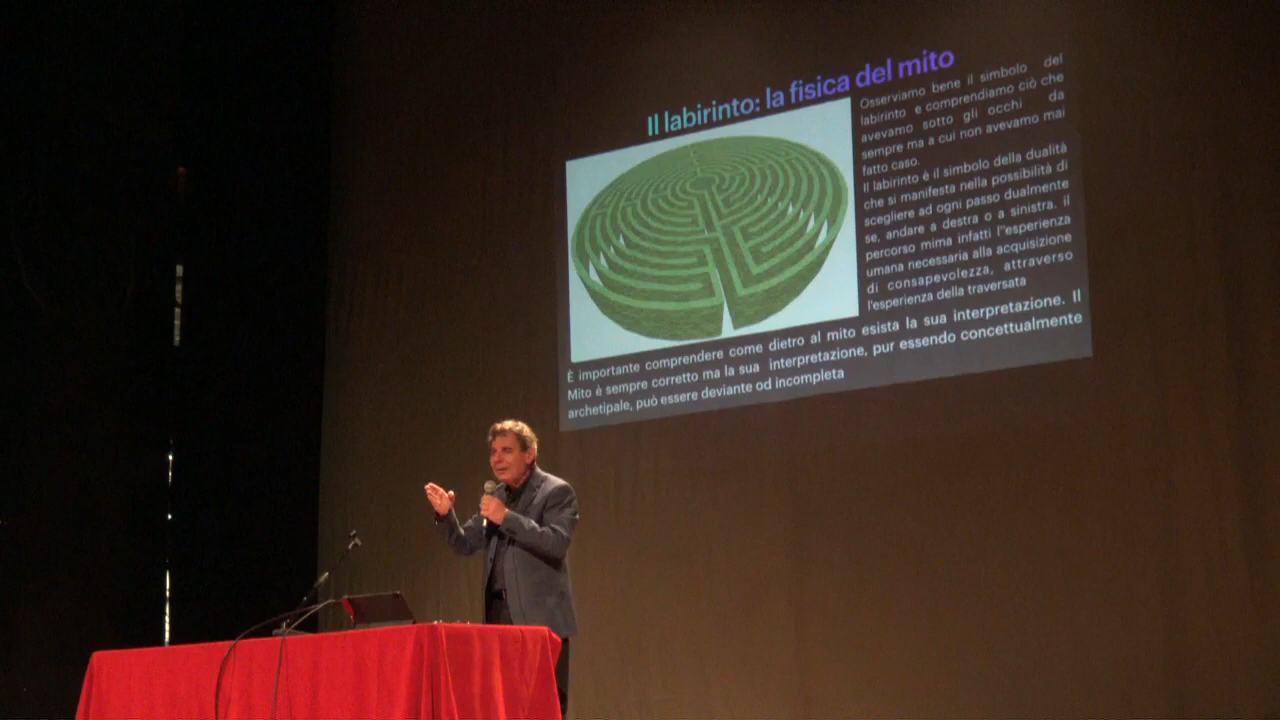 Il labirinto: la fisica del mito
Osserviamo bene il simbolo del
labirinto e comprendiamo ciò che
avevamo sotto gli occhi da
sempre ma a cui non avevamo mai
fatto caso.
Il labirinto è il simbolo della dualità
che si manifesta nella possibilità di
scegliere ad ogni passo dualmente
se, andare a destra o a sinistra. il
percorso mima infatti l''esperienza
umana necessaria alla acquisizione
di consapevolezza, attraverso
l'esperienza della traversata
È importante comprendere come dietro al mito esista la sua interpretazione. Il
Mito è sempre corretto ma la sua interpretazione, pur essendo concettualmente
archetipale, può essere deviante od incompleta